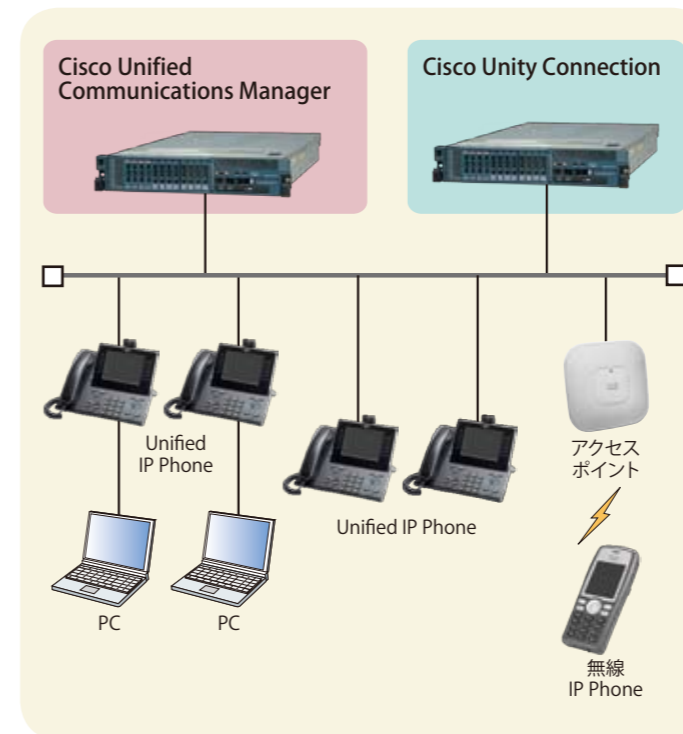 Cisco Unified
Communications Manager
Cisco Unity Connection
Unified
IP Phone
アクセス
ポイント
Unified IP Phone
PC
PC
無線
IP Phone